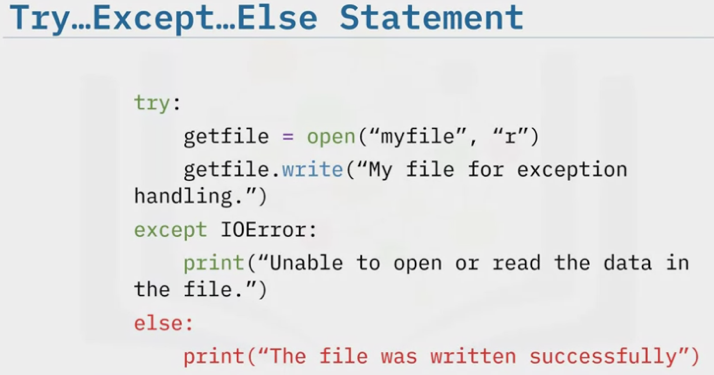 Try…Except…Else Statement
try:
getfile = open(“myfile”, “r”)
getfile.write(“My file for exception
handling.”)
except IOError:
print(“Unable to open or read the data in
the file.”)
else:
print(“The file was written successfully”)